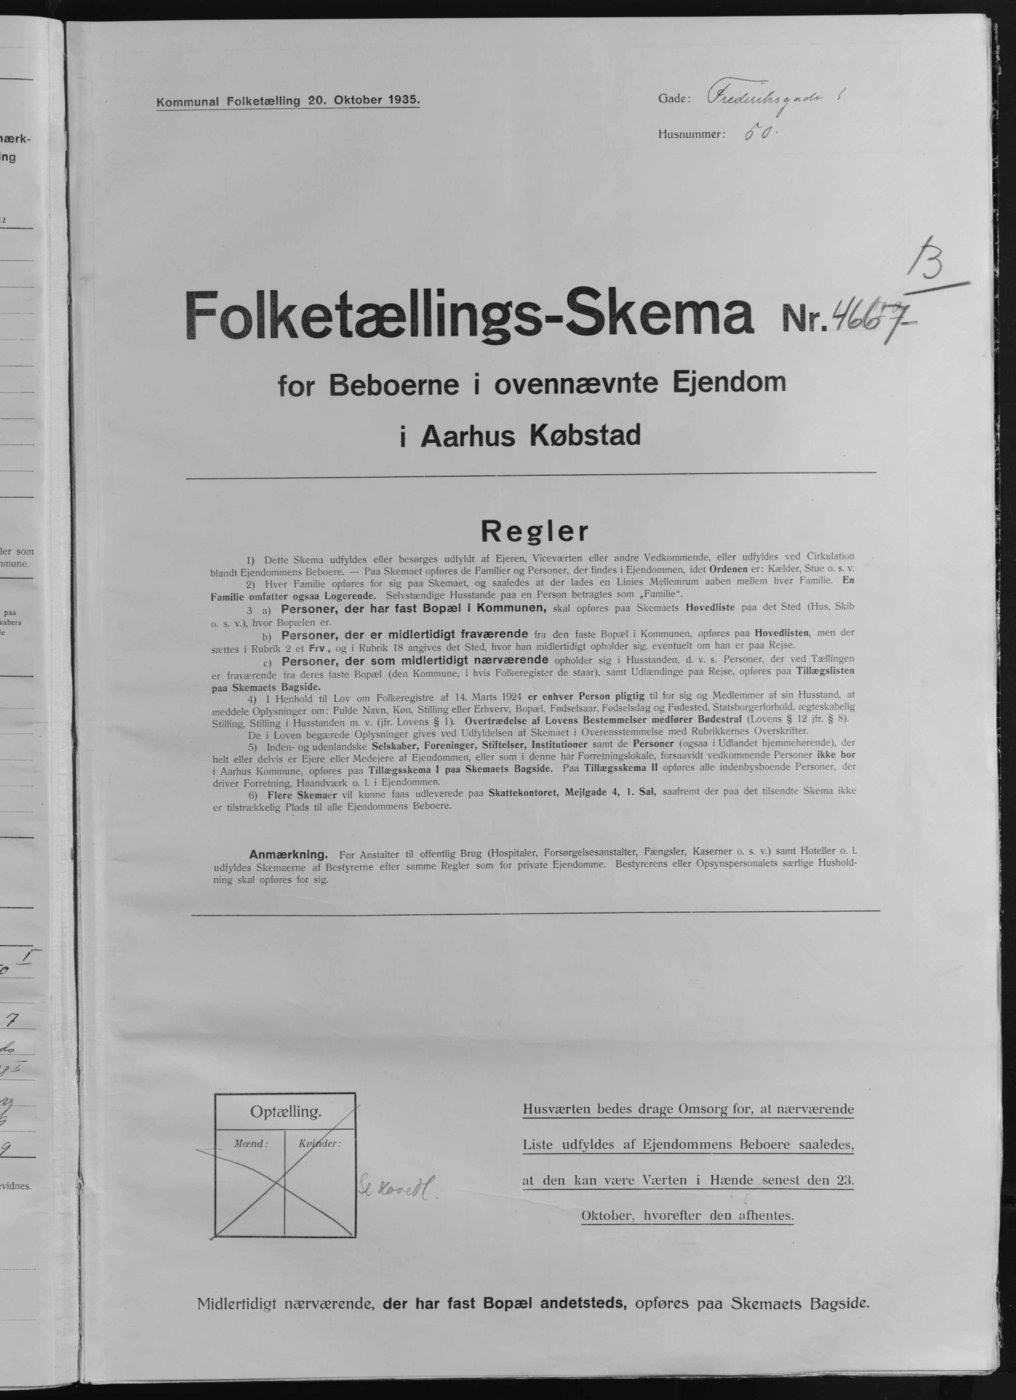 Kommunal Folketælling 20. Oktober 1935.
Gade: Frederiksgade
Husnummer: 50.
B
Folketællings-Skema Nr. 4667
for Beboerne i ovennævnte Ejendom
i Aarhus Købstad
Regler
1) Dette Skema udfyldes eller besørges udfyldt af Ejeren, Viceværten eller andre Vedkommende, eller udfyldes ved Cirkulation
blandt Ejendommens Beboere. — Paa Skemaet opføres de Familier og Personer, der findes i Ejendommen, idet Ordenen er: Kælder, Stue o. s. v.
2) Hver Familie opføres for sig paa Skemaet, og saaledes at der lades en Linies Mellemrum aaben mellem hver Familie. En
Familie omfatter ogsaa Logerende. Selvstændige Husstande paa en Person betragtes som „Familie“.
3 a) Personer, der har fast Bopæl i Kommunen, skal opføres paa Skemaets Hovedliste paa det Sted (Hus, Skib
o. s. v.), hvor Bopælen er.
b) Personer, der er midlertidigt fraværende fra den faste Bopæl i Kommunen, opføres paa Hovedlisten, men der
sættes i Rubrik 2 et Frv., og i Rubrik 18 angives det Sted, hvor han midlertidigt opholder sig, eventuelt om han er paa Rejse.
c) Personer, der som midlertidigt nærværende opholder sig i Husstanden, d. v. s. Personer, der ved Tællingen
er fraværende fra deres faste Bopæl (den Kommune, i hvis Folkeregister de staar), samt Udlændinge paa Rejse, opføres paa Tillægslisten
paa Skemaets Bagside.
4) I Henhold til Lov om Folkeregistre af 14. Marts 1924 er enhver Person pligtig til for sig og Medlemmer af sin Husstand, at
meddele Oplysninger om: Fulde Navn, Køn, Stilling eller Erhverv, Bopæl, Fødselsaar, Fødselsdag og Fødested, Statsborgerforhold, ægteskabelig
Stilling, Stilling i Husstanden m. v. (jfr. Lovens § 1). Overtrædelse af Lovens Bestemmelser medfører Bødestraf (Lovens § 12 jfr. § 8).
De i Loven begærede Oplysninger gives ved Udfyldelsen af Skemaet i Overensstemmelse med Rubrikkernes Overskrifter.
5) Inden- og udenlandske Selskaber, Foreninger, Stiftelser, Institutioner samt de Personer (ogsaa i Udlandet hjemmehørende), der
helt eller delvis er Ejere eller Medejere af Ejendommen, eller som i denne har Forretningslokale, forsaavidt vedkommende Personer ikke bor
i Aarhus Kommune, opføres paa Tillægsskema I paa Skemaets Bagside. Paa Tillægsskema II opføres alle indenbysboende Personer, der
driver Forretning, Haandværk o. l. i Ejendommen.
6) Flere Skemaer vil kunne faas udleverede paa Skattekontoret, Mejlgade 4, 1. Sal, saafremt der paa det tilsendte Skema ikke
er tilstrækkelig Plads til alle Ejendommens Beboere.
Anmærkning. For Anstalter til offentlig Brug (Hospitaler, Forsørgelsesanstalter, Fængsler, Kaserner o. s. v.) samt Hoteller o. l.
udfyldes Skemaerne af Bestyrerne efter samme Regler som for private Ejendomme. Bestyrerens eller Opsynspersonalets særlige Hushold-
ning skal opføres for sig.
Optælling.
Mænd: Kvinder:
Se Hovedl.
Husværten bedes drage Omsorg for, at nærværende
Liste udfyldes af Ejendommens Beboere saaledes,
at den kan være Værten i Hænde senest den 23.
Oktober, hvorefter den afhentes.
Midlertidigt nærværende, der har fast Bopæl andetsteds, opføres paa Skemaets Bagside.